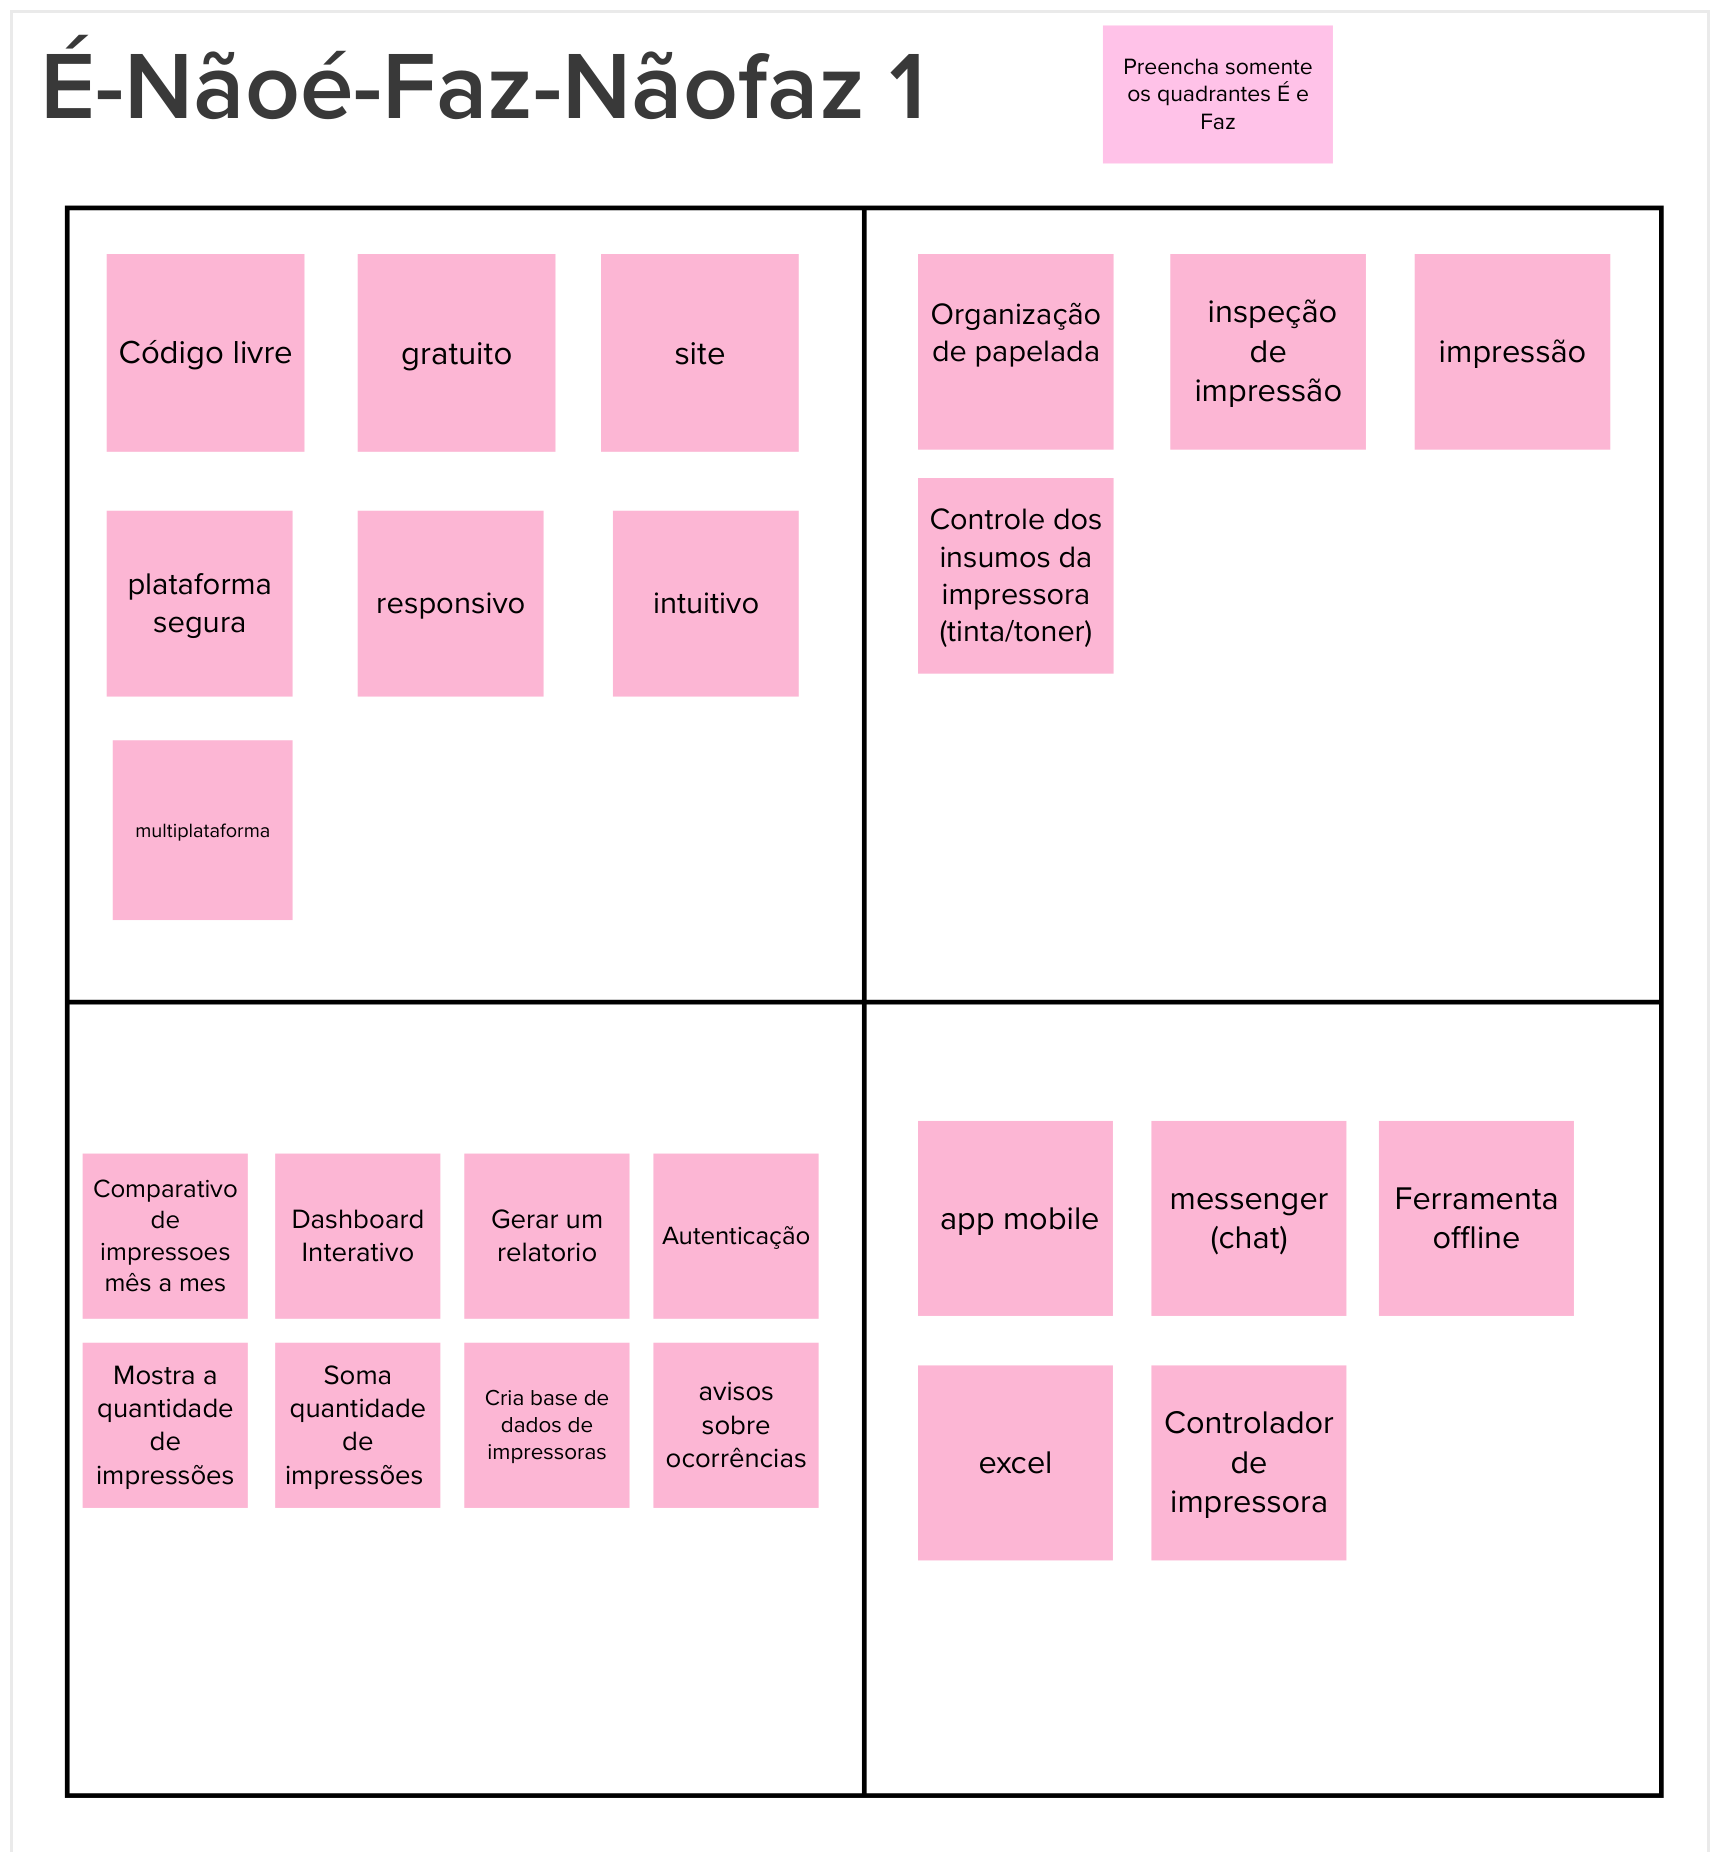 É-Nãoé-Faz-Nãofaz 1
Preencha somente
os quadrantes É e
Faz
Código livre
gratuito
site
plataforma
segura
responsivo
intuitivo
multiplataforma
Organização
de papelada
inspeção
de
impressão
impressão
Controle dos
insumos da
impressora
(tinta/toner)
Comparativo
de
impressoes
mês a mes
Dashboard
Interativo
Gerar um
relatorio
Autenticação
Mostra a
quantidade
de
impressões
Soma
quantidade
de
impressões
Cria base de
dados de
impressoras
avisos
sobre
ocorrências
app mobile
messenger
(chat)
Ferramenta
offline
excel
Controlador
de
impressora